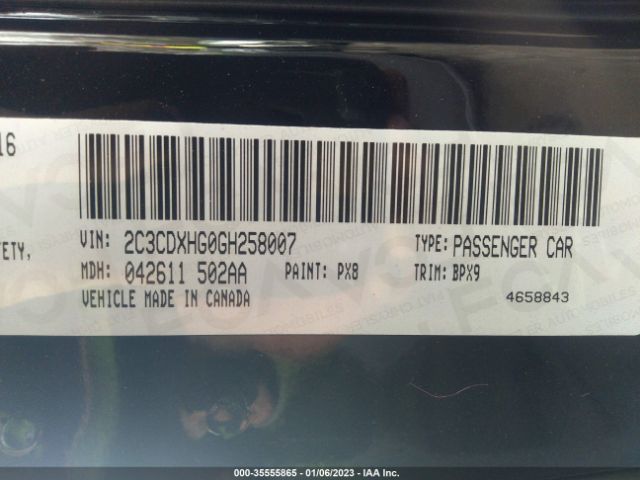 16
VIN: 2C3CDXHG0GH258007 TYPE: PASSENGER CAR
ETY, MDH: 042611 502AA PAINT: PX8 TRIM: BPX9
VEHICLE MADE IN CANADA 4658843
000-35555865 - 01/06/2023 - IAA Inc.